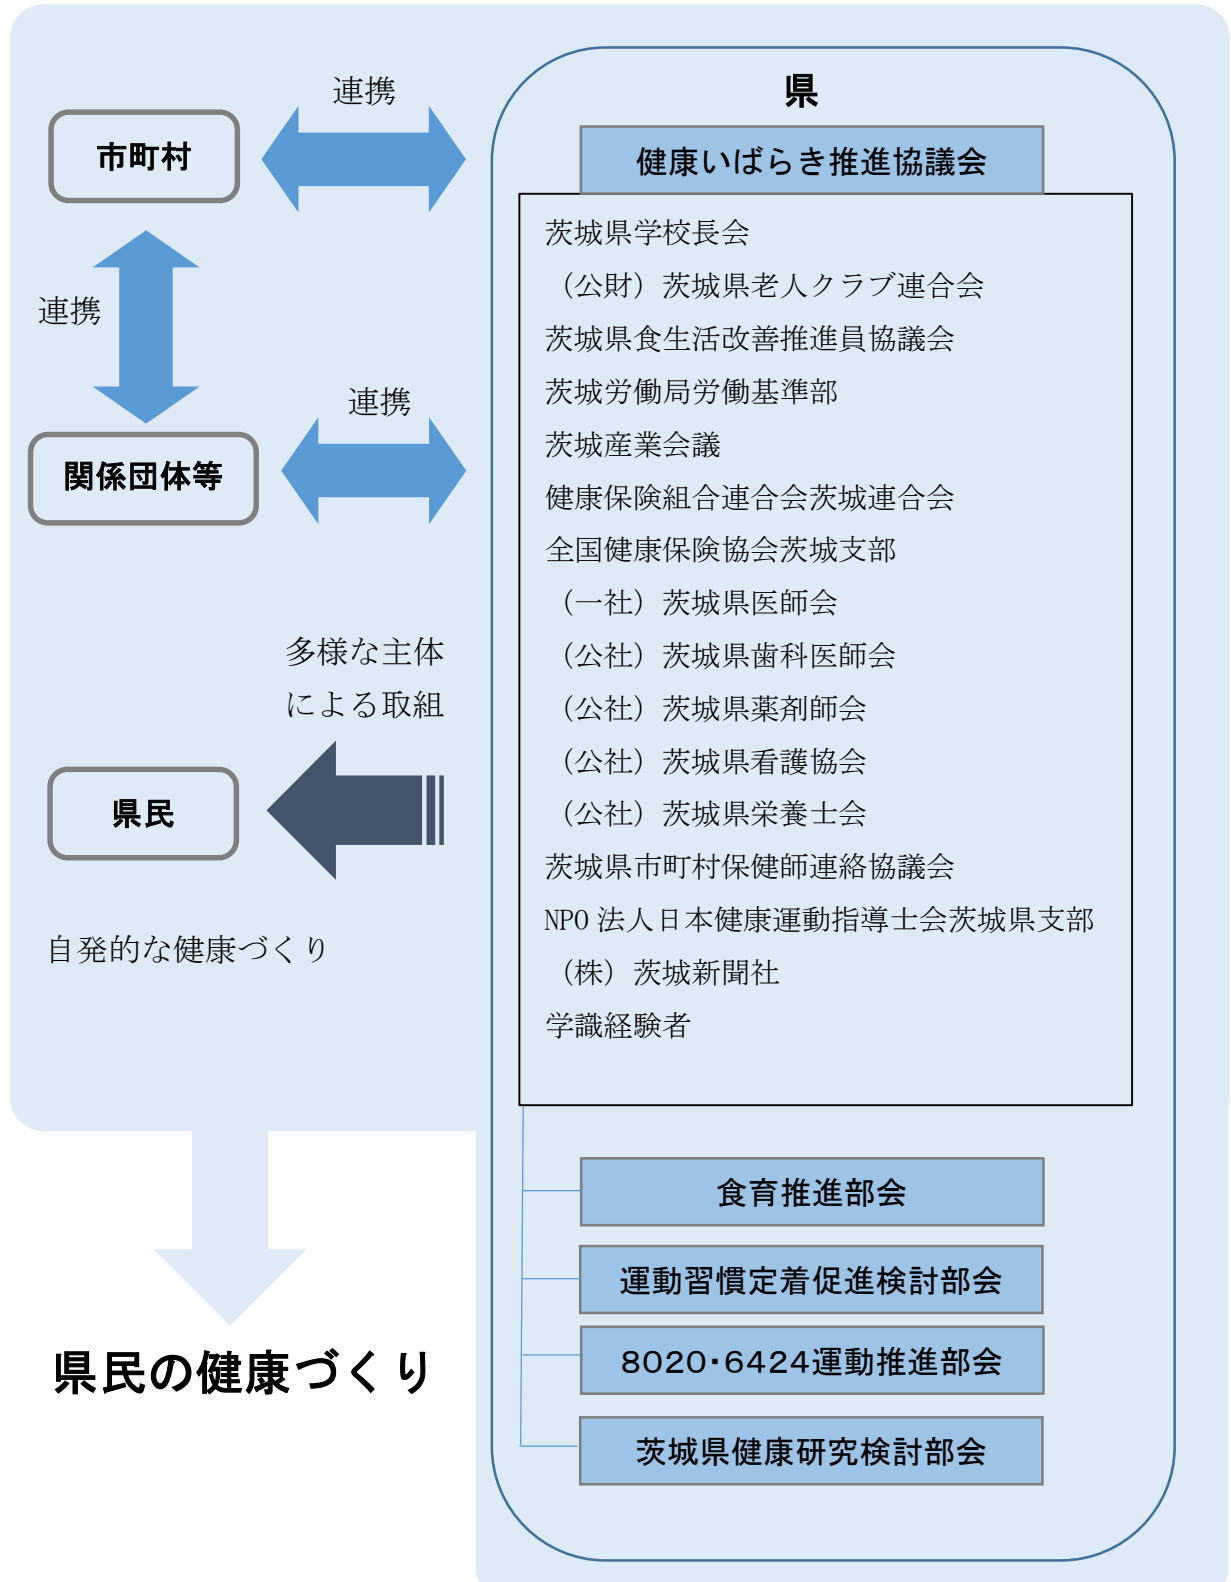 連携
市町村
連携
関係団体等
連携
多様な主体
による取組
県民
自発的な健康づくり
県
健康いばらき推進協議会
茨城県学校長会
（公財）茨城県老人クラブ連合会
茨城県食生活改善推進員協議会
茨城労働局労働基準部
茨城産業会議
健康保険組合連合会茨城連合会
全国健康保険協会茨城支部
（一社）茨城県医師会
（公社）茨城県歯科医師会
（公社）茨城県薬剤師会
（公社）茨城県看護協会
（公社）茨城県栄養士会
茨城県市町村保健師連絡協議会
NPO 法人日本健康運動指導士会茨城県支部
（株）茨城新聞社
学識経験者
食育推進部会
運動習慣定着促進検討部会
8020・6424運動推進部会
茨城県健康研究検討部会
県民の健康づくり